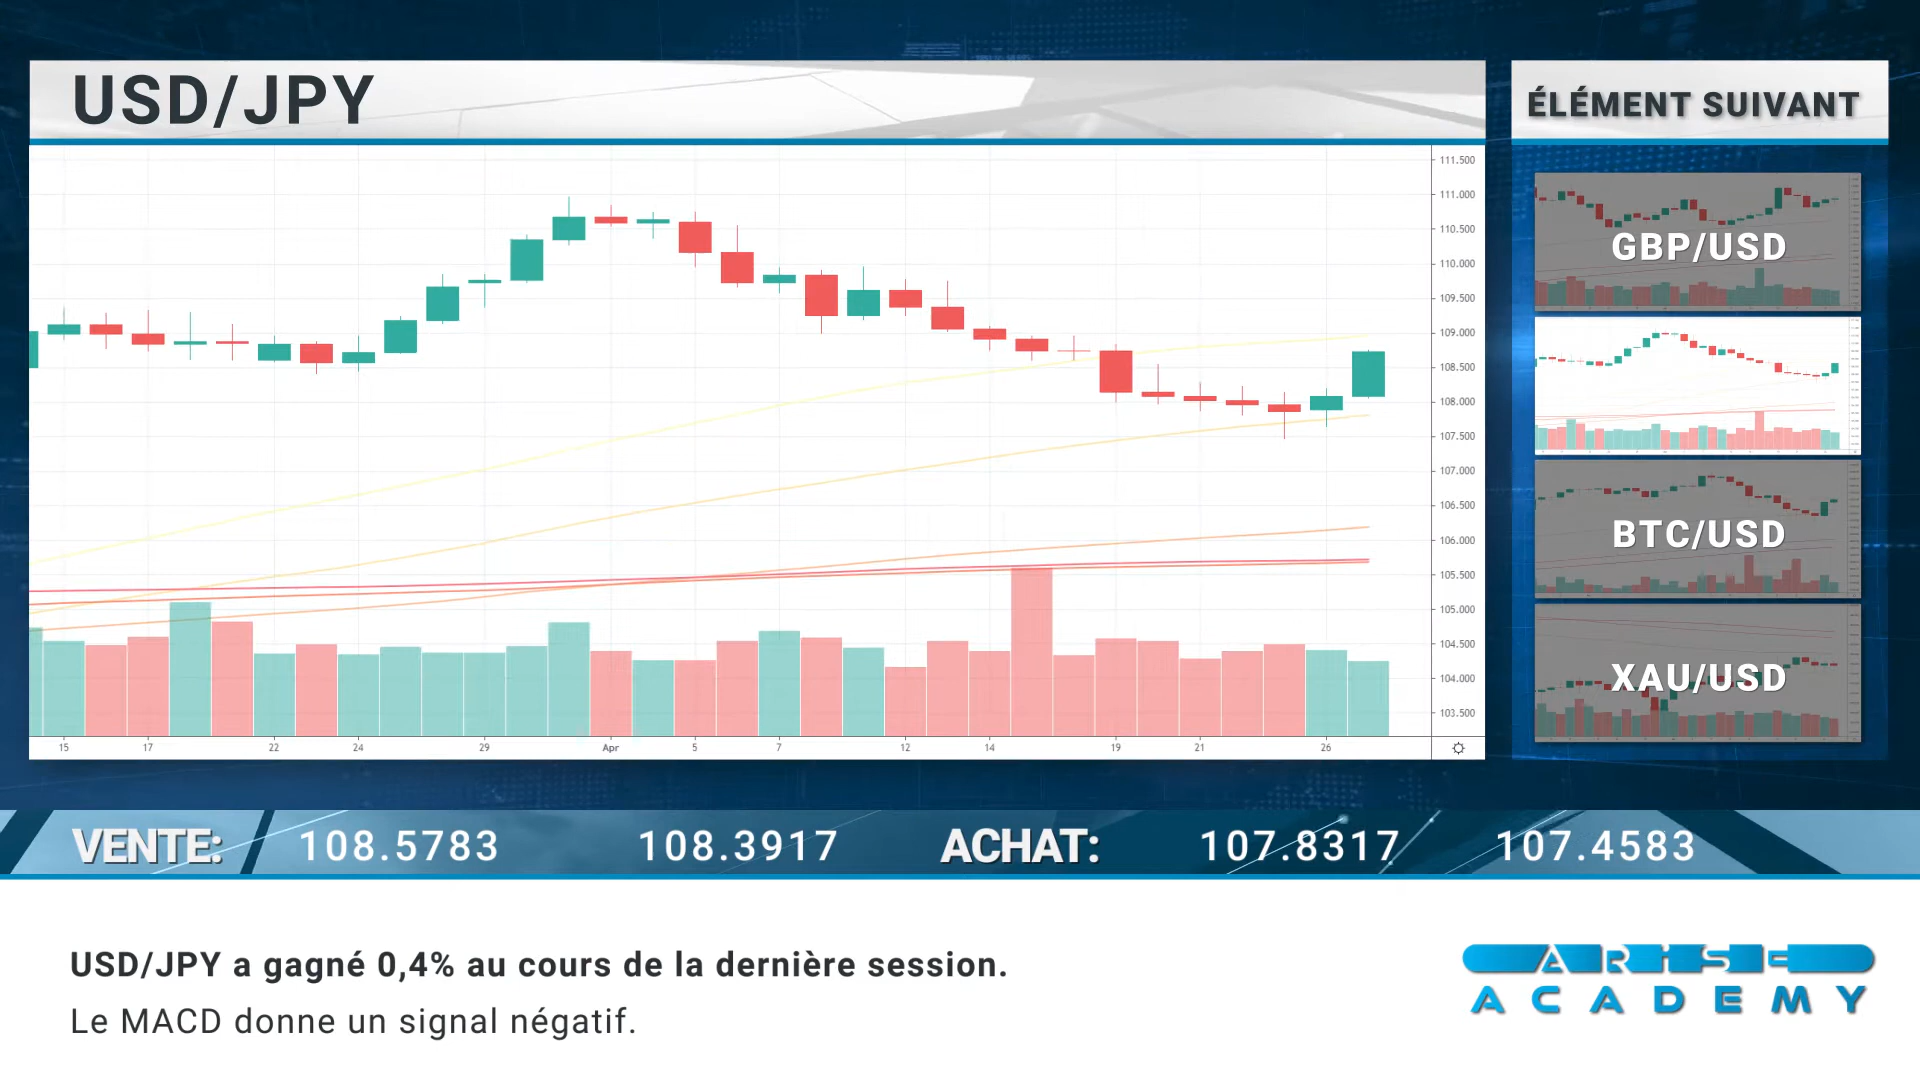 USD/JPY
ÉLÉMENT SUIVANT
111.500
111.000
110.500
110.000
109.500
109.000
108.500
108.000
107.500
107.000
106.500
106.000
105.500
105.000
104.500
104.000
103.500
15 17 22 24 29 Apr 5 7 12 14 19 21 26
GBP/USD
BTC/USD
XAU/USD
VENTE: 108.5783 108.3917 ACHAT: 107.8317 107.4583
USD/JPY a gagné 0,4% au cours de la dernière session.
Le MACD donne un signal négatif.
ARISE
ACADEMY